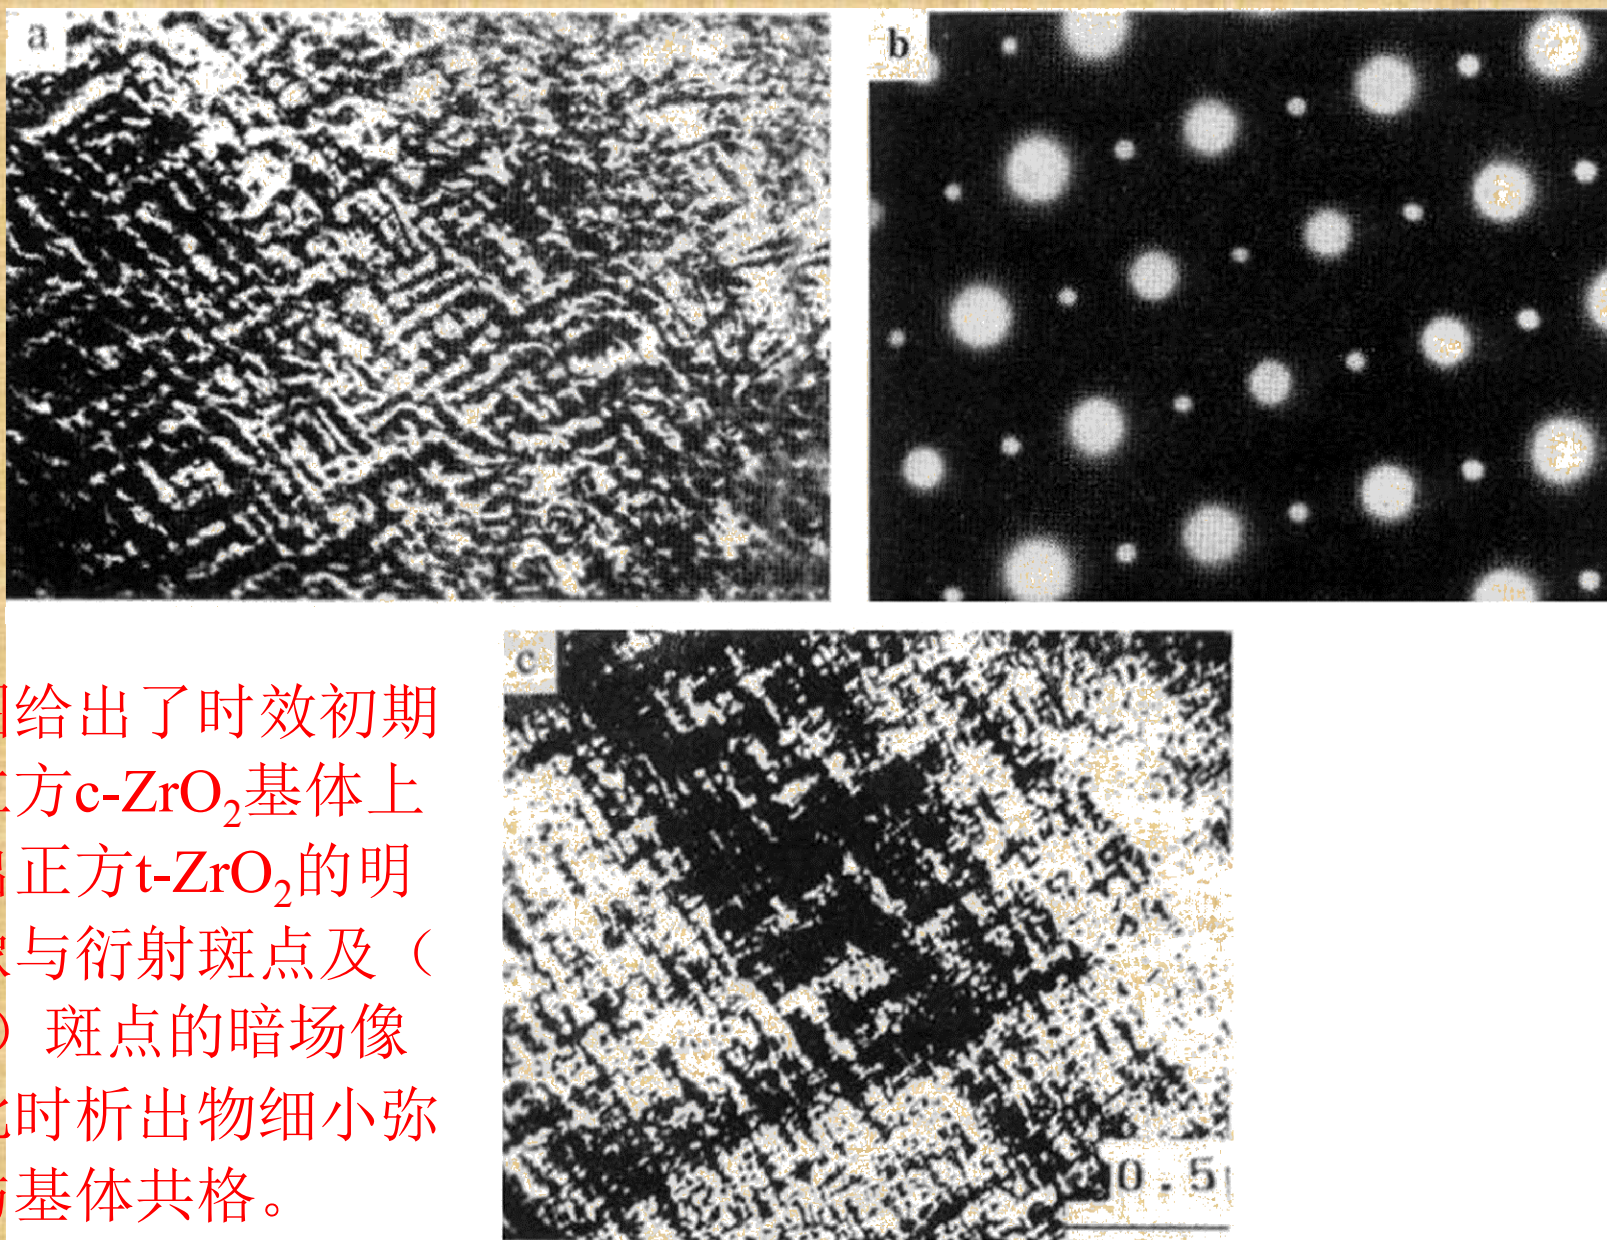 a
b
c
给出了时效初期
方c-ZrO₂基体上
正方t-ZrO₂的明
与衍射斑点及（
）斑点的暗场像
时析出物细小弥
基体共格。
0.5